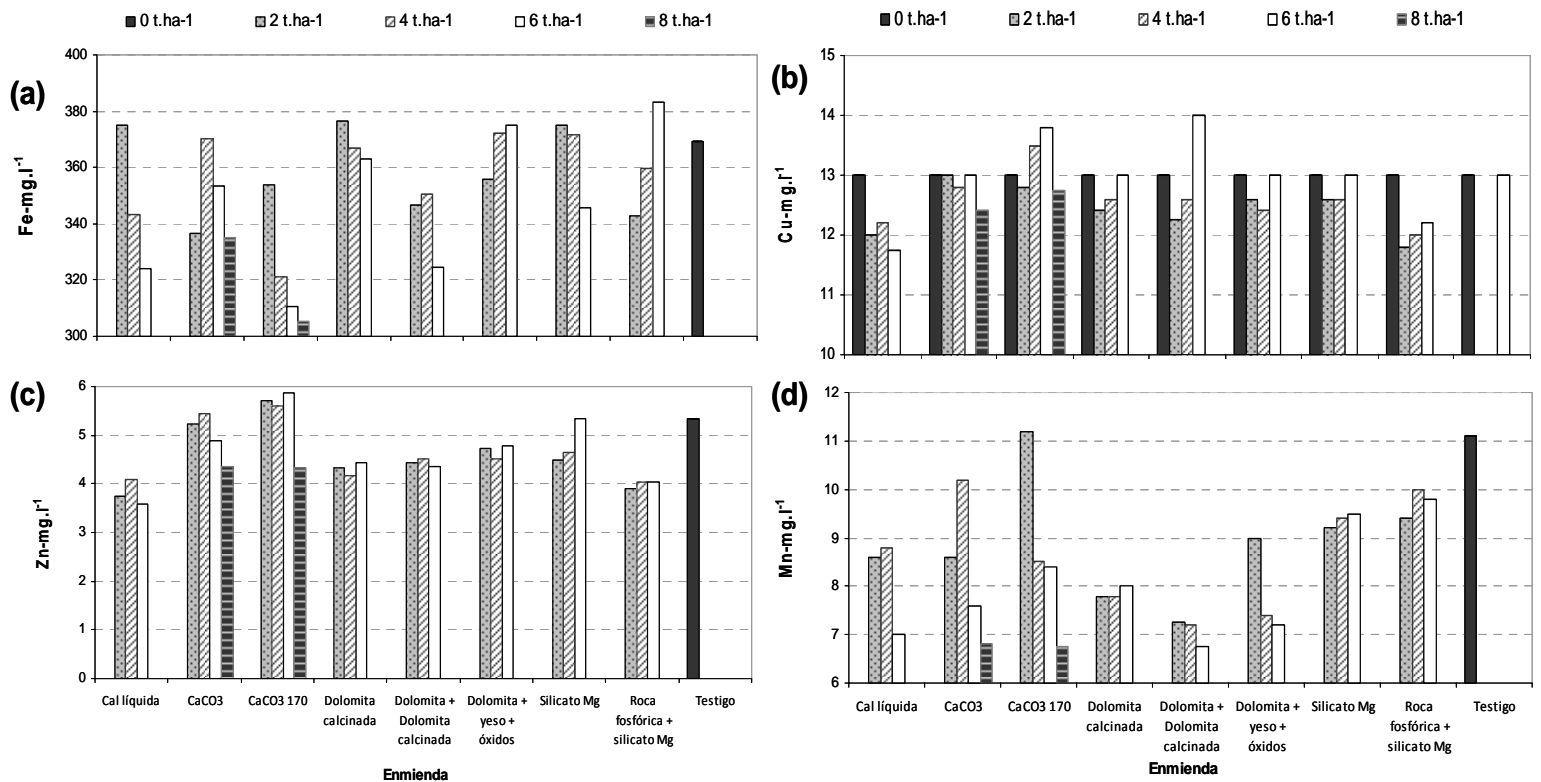 0 t.ha-1 2 t.ha-1 4 t.ha-1 6 t.ha-1 8 t.ha-1
(a)
Fe-mg.l-1
400
380
360
340
320
300
0 t.ha-1 2 t.ha-1 4 t.ha-1 6 t.ha-1 8 t.ha-1
(b)
Cu-mg.l-1
15
14
13
12
11
10
(c)
Zn-mg.l-1
6
5
4
3
2
1
0
Cal líquida CaCO3 CaCO3 170 Dolomita Dolomita + Dolomita + Silicato Mg Roca Testigo
calcinada Dolomita yeso + fosfórica +
calcinada óxidos silicato Mg
Enmienda
(d)
Mn-mg.l-1
12
11
10
9
8
7
6
Cal líquida CaCO3 CaCO3 170 Dolomita Dolomita + Dolomita + Silicato Mg Roca Testigo
calcinada Dolomita yeso + fosfórica +
calcinada óxidos silicato Mg
Enmienda